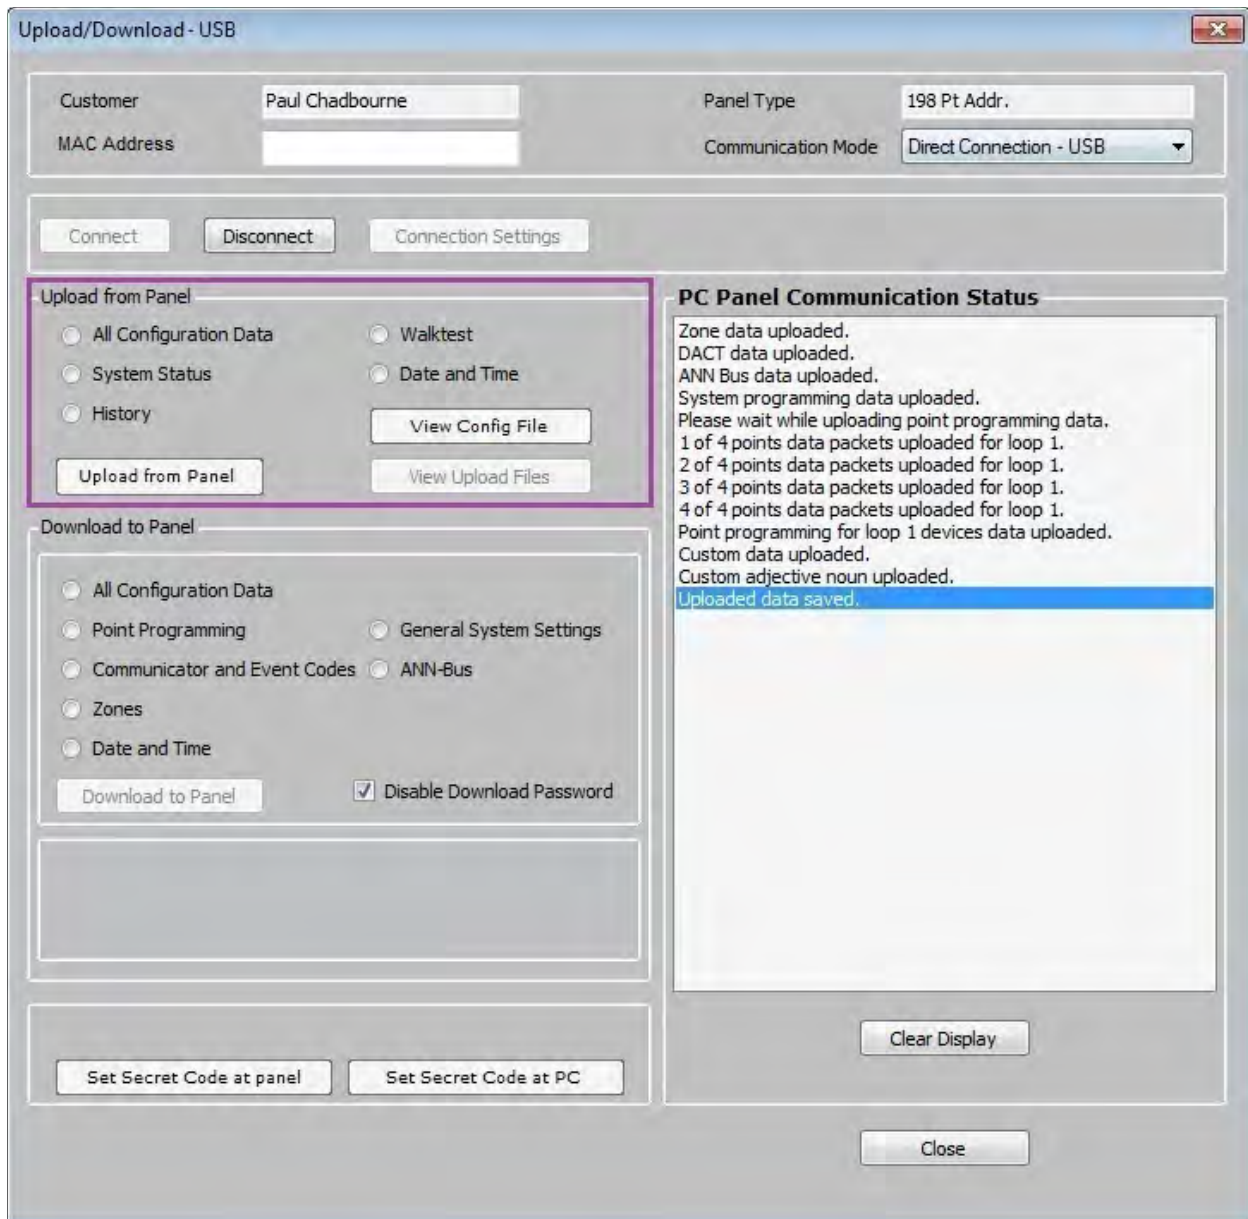 Upload/Download - USB
Customer
Paul Chadbourne
Panel Type
198 Pt Addr.
MAC Address
Communication Mode
Direct Connection - USB
Connect
Disconnect
Connection Settings
Upload from Panel
All Configuration Data
Walktest
System Status
Date and Time
History
View Config File
Upload from Panel
View Upload Files
Download to Panel
All Configuration Data
Point Programming
General System Settings
Communicator and Event Codes
ANN-Bus
Zones
Date and Time
Download to Panel
Disable Download Password
Set Secret Code at panel
Set Secret Code at PC
PC Panel Communication Status
Zone data uploaded.
DACT data uploaded.
ANN Bus data uploaded.
System programming data uploaded.
Please wait while uploading point programming data.
1 of 4 points data packets uploaded for loop 1.
2 of 4 points data packets uploaded for loop 1.
3 of 4 points data packets uploaded for loop 1.
4 of 4 points data packets uploaded for loop 1.
Point programming for loop 1 devices data uploaded.
Custom data uploaded.
Custom adjective noun uploaded.
Uploaded data saved.
Clear Display
Close